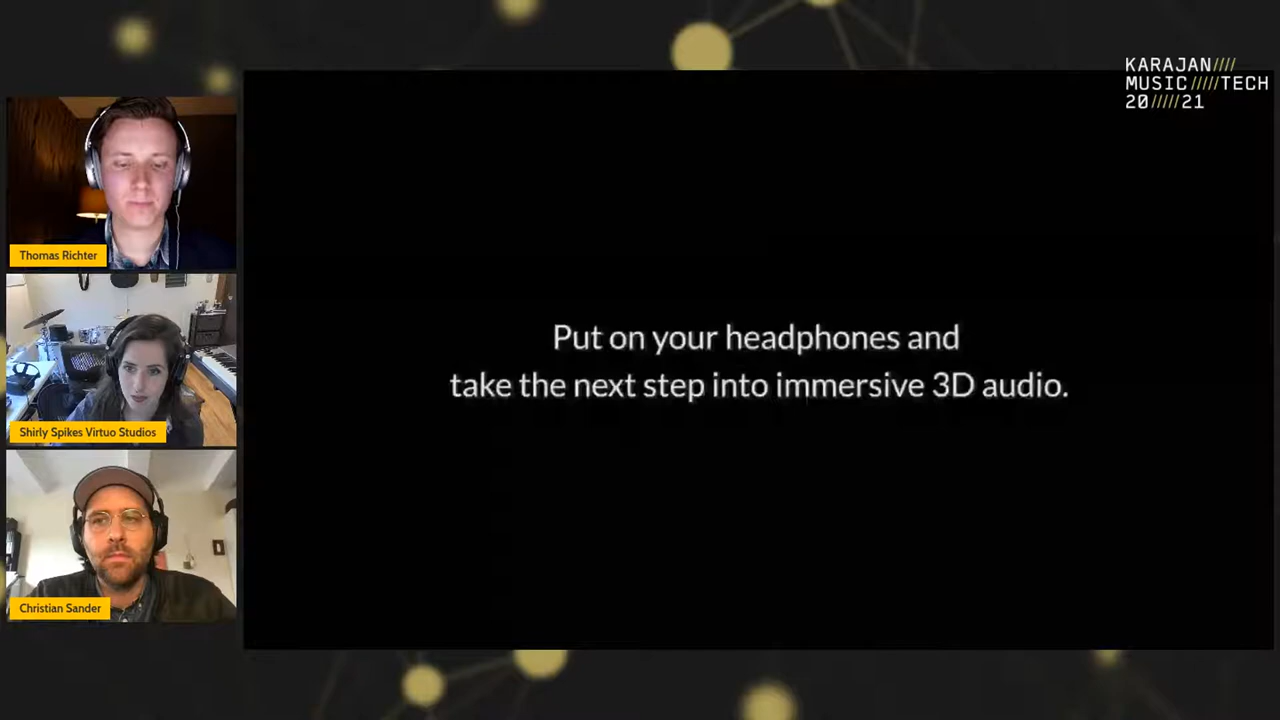 KARAJAN////
MUSIC/////TECH
20/////21
Thomas Richter
Put on your headphones and
take the next step into immersive 3D audio.
Shirly Spikes Virtuo Studios
Christian Sander